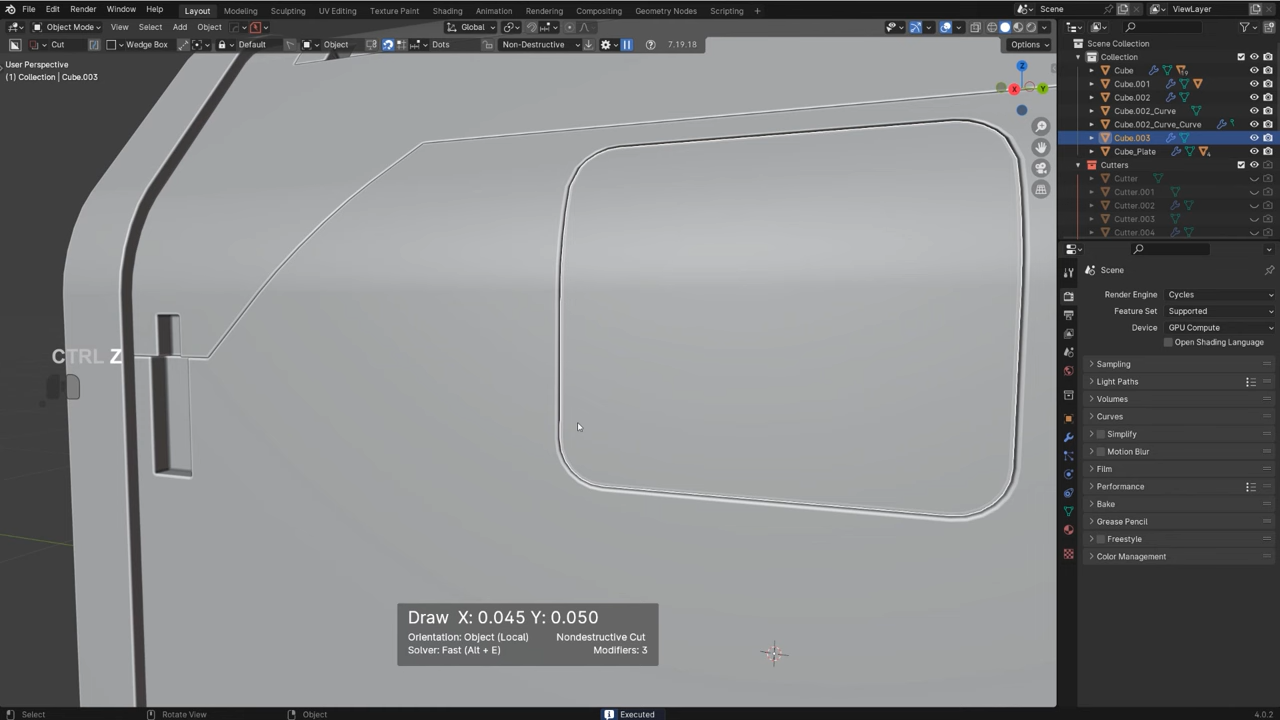 File Edit Render Window Help Layout Modeling Sculpting UV Editing Texture Paint Shading Animation Rendering Compositing Geometry Nodes Scripting Scene ViewLayer
Object Mode View Select Add Object Global
Cut Wedge Box Default Object Dots Non-Destructive 7.19.18 Options
User Perspective
(1) Collection | Cube.003
Z
X
Y
CTRL Z
Draw X: 0.045 Y: 0.050
Orientation: Object (Local) Nondestructive Cut
Solver: Fast (Alt + E) Modifiers: 3
Scene Collection
Collection
Cube
19
Cube.001
Cube.002
Cube.002_Curve
Cube.002_Curve_Curve
Cube.003
Cube_Plate
4
Cutters
Cutter
Cutter.001
Cutter.002
Cutter.003
Cutter.004
Scene
Render Engine Cycles
Feature Set Supported
Device GPU Compute
Open Shading Language
Sampling
Light Paths
Volumes
Curves
Simplify
Motion Blur
Film
Performance
Bake
Grease Pencil
Freestyle
Color Management
Select Rotate View Object Executed 4.0.2